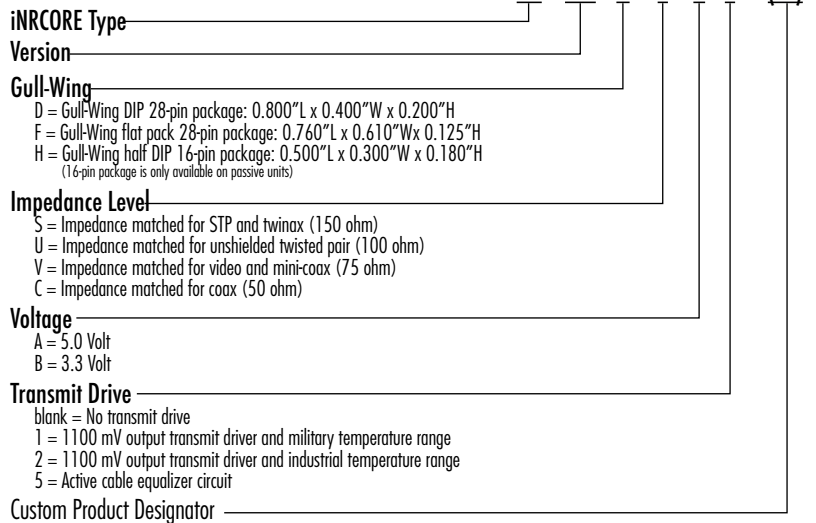 iNRCORE Type
Version
Gull-Wing
D = Gull-Wing DIP 28-pin package: 0.800”L x 0.400”W x 0.200”H
F = Gull-Wing flat pack 28-pin package: 0.760”L x 0.610”Wx 0.125”H
H = Gull-Wing half DIP 16-pin package: 0.500”L x 0.300”W x 0.180”H
(16-pin package is only available on passive units)
Impedance Level
S = Impedance matched for STP and twinax (150 ohm)
U = Impedance matched for unshielded twisted pair (100 ohm)
V = Impedance matched for video and mini-coax (75 ohm)
C = Impedance matched for coax (50 ohm)
Voltage
A = 5.0 Volt
B = 3.3 Volt
Transmit Drive
blank = No transmit drive
1 = 1100 mV output transmit driver and military temperature range
2 = 1100 mV output transmit driver and industrial temperature range
5 = Active cable equalizer circuit
Custom Product Designator